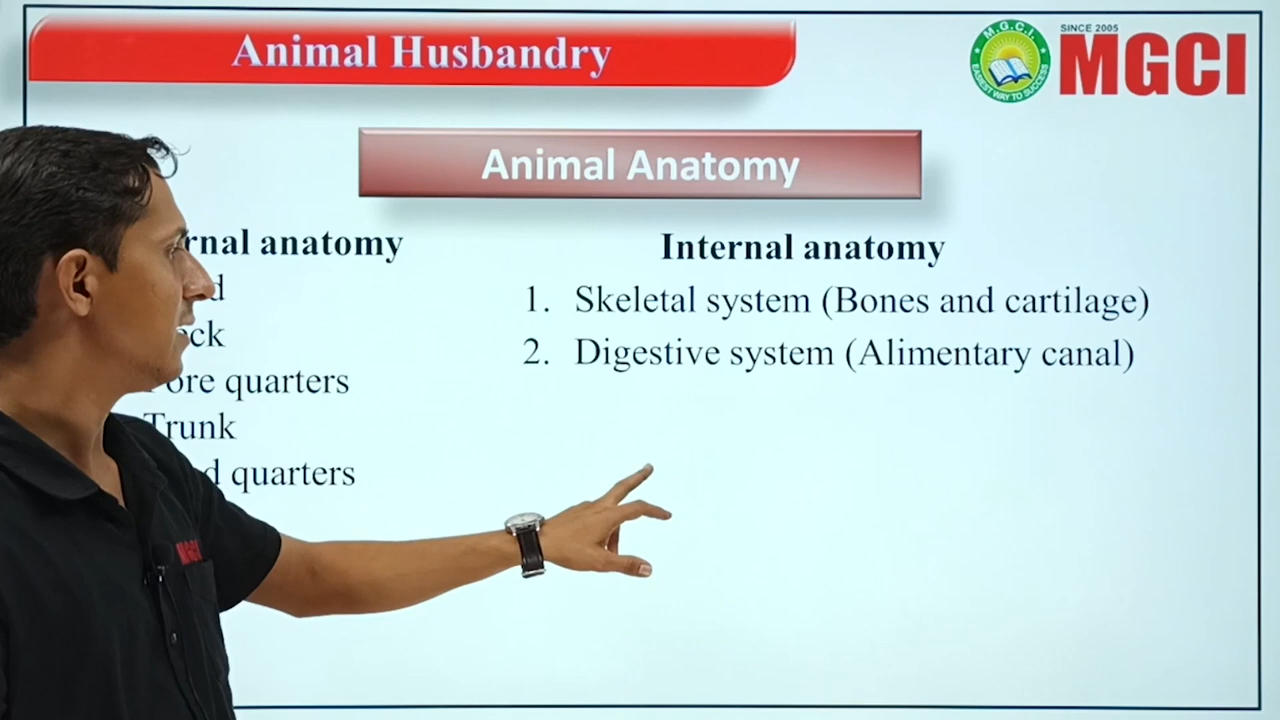 Animal Husbandry
M.G.C.I.
EASIEST WAY TO SUCCESS
SINCE 2005
MGCI
Animal Anatomy
rnal anatomy
d
ck
ore quarters
Trunk
d quarters
Internal anatomy
1. Skeletal system (Bones and cartilage)
2. Digestive system (Alimentary canal)
MGCI